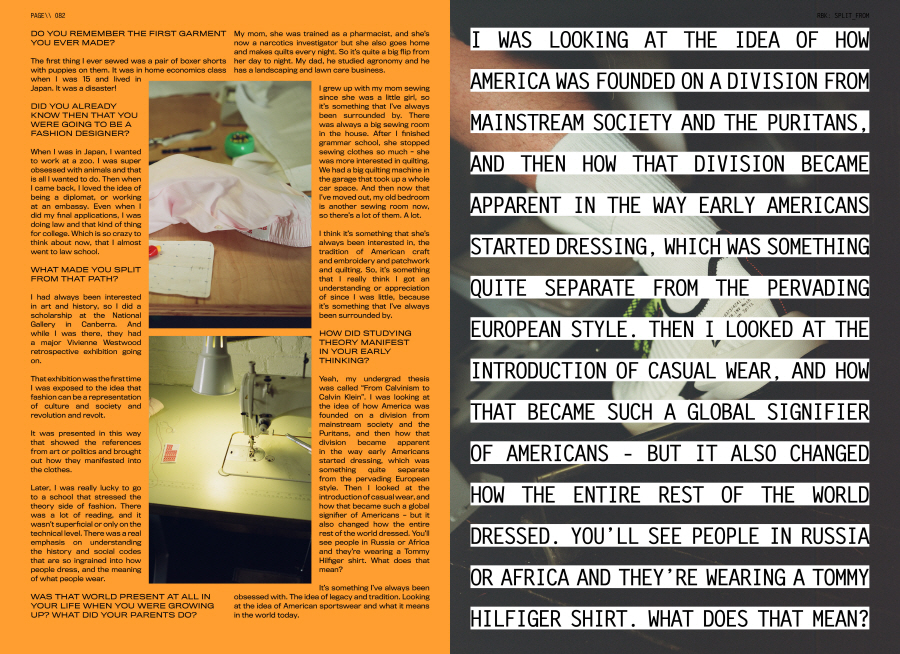 PAGE\\ 082
DO YOU REMEMBER THE FIRST GARMENT
YOU EVER MADE?
The first thing I ever sewed was a pair of boxer shorts
with puppies on them. It was in home economics class
when I was 15 and lived in
Japan. It was a disaster!
DID YOU ALREADY
KNOW THEN THAT YOU
WERE GOING TO BE A
FASHION DESIGNER?
When I was in Japan, I wanted
to work at a zoo. I was super
obsessed with animals and that
is all I wanted to do. Then when
I came back, I loved the idea of
being a diplomat, or working
at an embassy. Even when I
did my final applications, I was
doing law and that kind of thing
for college. Which is so crazy to
think about now, that I almost
went to law school.
WHAT MADE YOU SPLIT
FROM THAT PATH?
I had always been interested
in art and history, so I did a
scholarship at the National
Gallery in Canberra. And
while I was there, they had
a major Vivienne Westwood
retrospective exhibition going
on.
That exhibition was the first time
I was exposed to the idea that
fashion can be a representation
of culture and society and
revolution and revolt.
It was presented in this way
that showed the references
from art or politics and brought
out how they manifested into
the clothes.
Later, I was really lucky to go
to a school that stressed the
theory side of fashion. There
was a lot of reading, and it
wasn't superficial or only on the
technical level. There was a real
emphasis on understanding
the history and social codes
that are so ingrained into how
people dress, and the meaning
of what people wear.
WAS THAT WORLD PRESENT AT ALL IN
YOUR LIFE WHEN YOU WERE GROWING
UP? WHAT DID YOUR PARENTS DO?
My mom, she was trained as a pharmacist, and she's
now a narcotics investigator but she also goes home
and makes quilts every night. So it's quite a big flip from
her day to night. My dad, he studied agronomy and he
has a landscaping and lawn care business.
I grew up with my mom sewing
since she was a little girl, so
it's something that I've always
been surrounded by. There
was always a big sewing room
in the house. After I finished
grammar school, she stopped
sewing clothes so much – she
was more interested in quilting.
We had a big quilting machine in
the garage that took up a whole
car space. And then now that
I've moved out, my old bedroom
is another sewing room now,
so there's a lot of them. A lot.
I think it's something that she's
always been interested in, the
tradition of American craft
and embroidery and patchwork
and quilting. So, it's something
that I really think I got an
understanding or appreciation
of since I was little, because
it's something that I've always
been surrounded by.
HOW DID STUDYING
THEORY MANIFEST
IN YOUR EARLY
THINKING?
Yeah, my undergrad thesis
was called "From Calvinism to
Calvin Klein". I was looking at
the idea of how America was
founded on a division from
mainstream society and the
Puritans, and then how that
division became apparent
in the way early Americans
started dressing, which was
something quite separate
from the pervading European
style. Then I looked at the
introduction of casual wear, and
how that became such a global
signifier of Americans – but it
also changed how the entire
rest of the world dressed. You'll
see people in Russia or Africa
and they're wearing a Tommy
Hilfiger shirt. What does that
mean?
It's something I've always been
obsessed with. The idea of legacy and tradition. Looking
at the idea of American sportswear and what it means
in the world today.
I WAS LOOKING AT THE IDEA OF HOW
AMERICA WAS FOUNDED ON A DIVISION FROM
MAINSTREAM SOCIETY AND THE PURITANS,
AND THEN HOW THAT DIVISION BECAME
APPARENT IN THE WAY EARLY AMERICANS
STARTED DRESSING, WHICH WAS SOMETHING
QUITE SEPARATE FROM THE PERVADING
EUROPEAN STYLE. THEN I LOOKED AT THE
INTRODUCTION OF CASUAL WEAR, AND HOW
THAT BECAME SUCH A GLOBAL SIGNIFIER
OF AMERICANS - BUT IT ALSO CHANGED
HOW THE ENTIRE REST OF THE WORLD
DRESSED. YOU'LL SEE PEOPLE IN RUSSIA
OR AFRICA AND THEY'RE WEARING A TOMMY
HILFIGER SHIRT. WHAT DOES THAT MEAN?